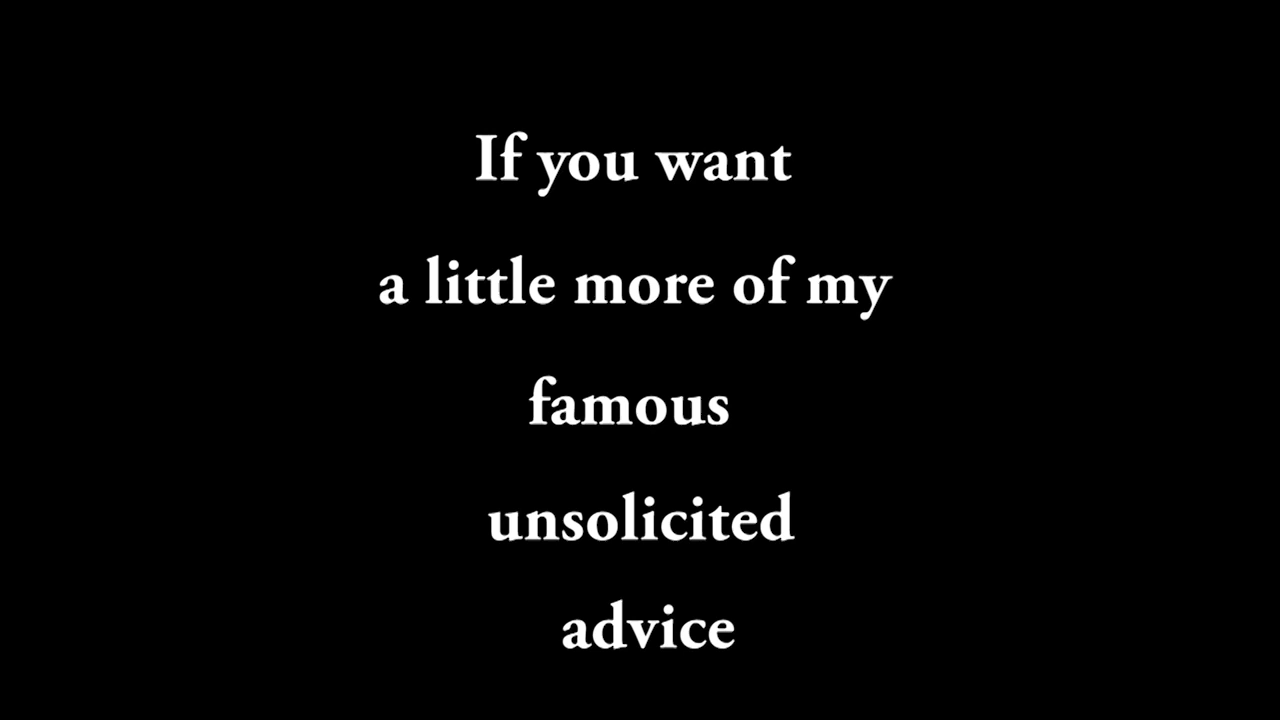 If you want
a little more of my
famous
unsolicited
advice